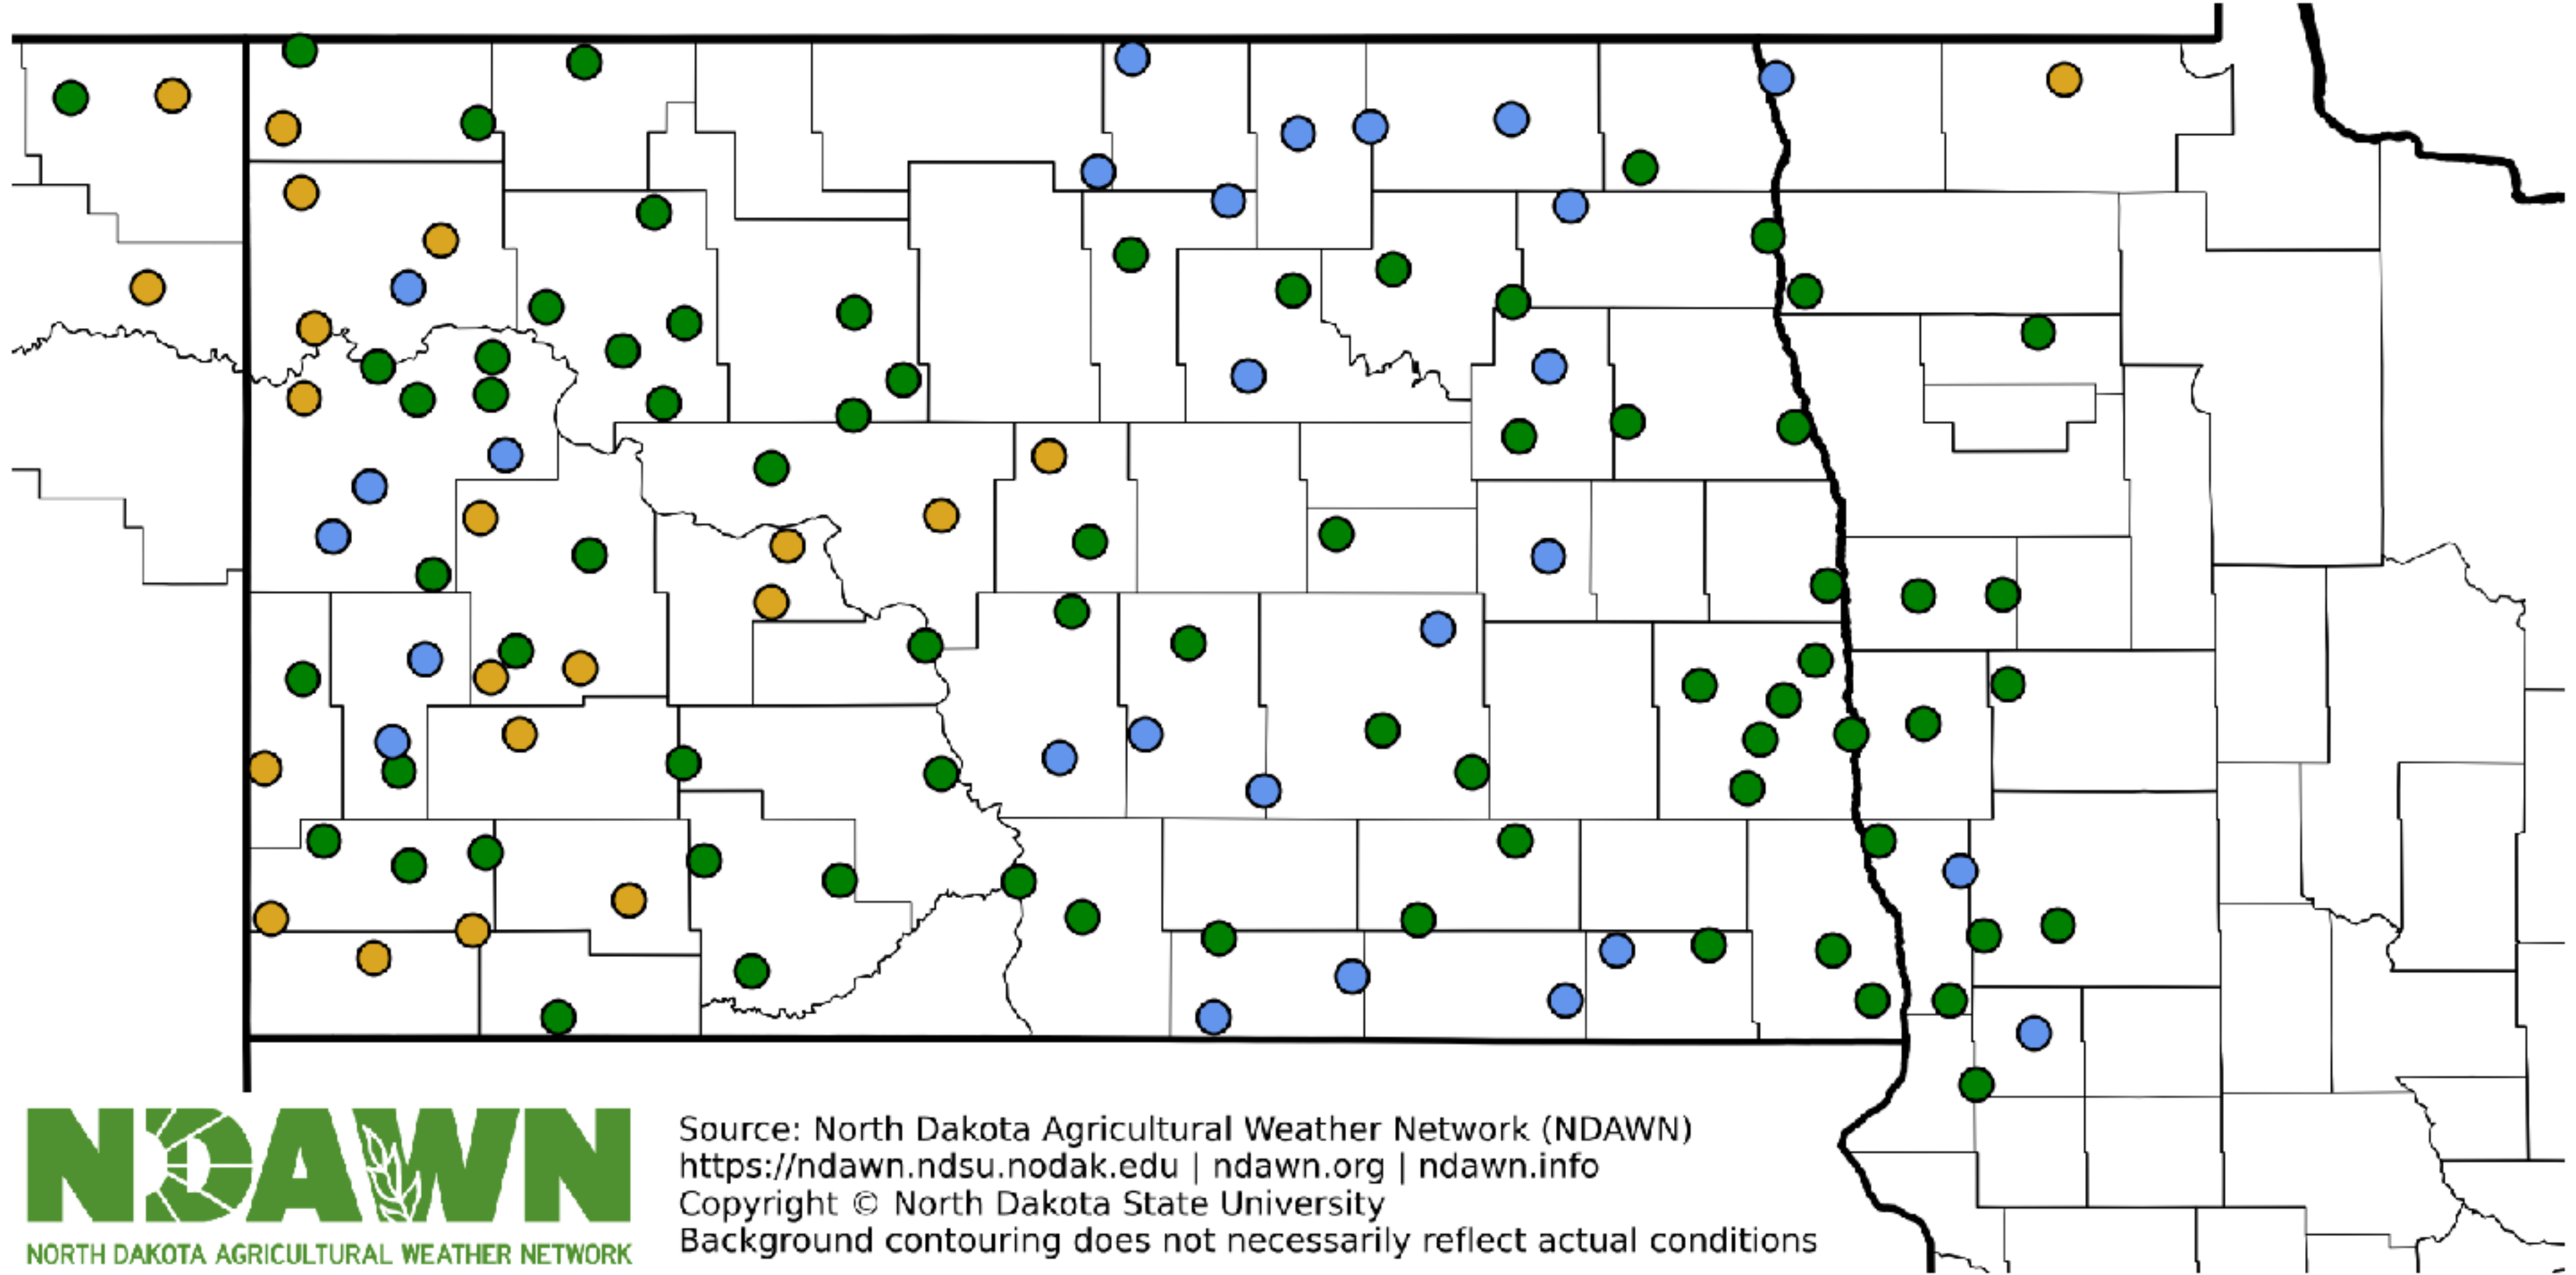 NDAWN
NORTH DAKOTA AGRICULTURAL WEATHER NETWORK
Source: North Dakota Agricultural Weather Network (NDAWN)
https://ndawn.ndsu.nodak.edu | ndawn.org | ndawn.info
Copyright © North Dakota State University
Background contouring does not necessarily reflect actual conditions